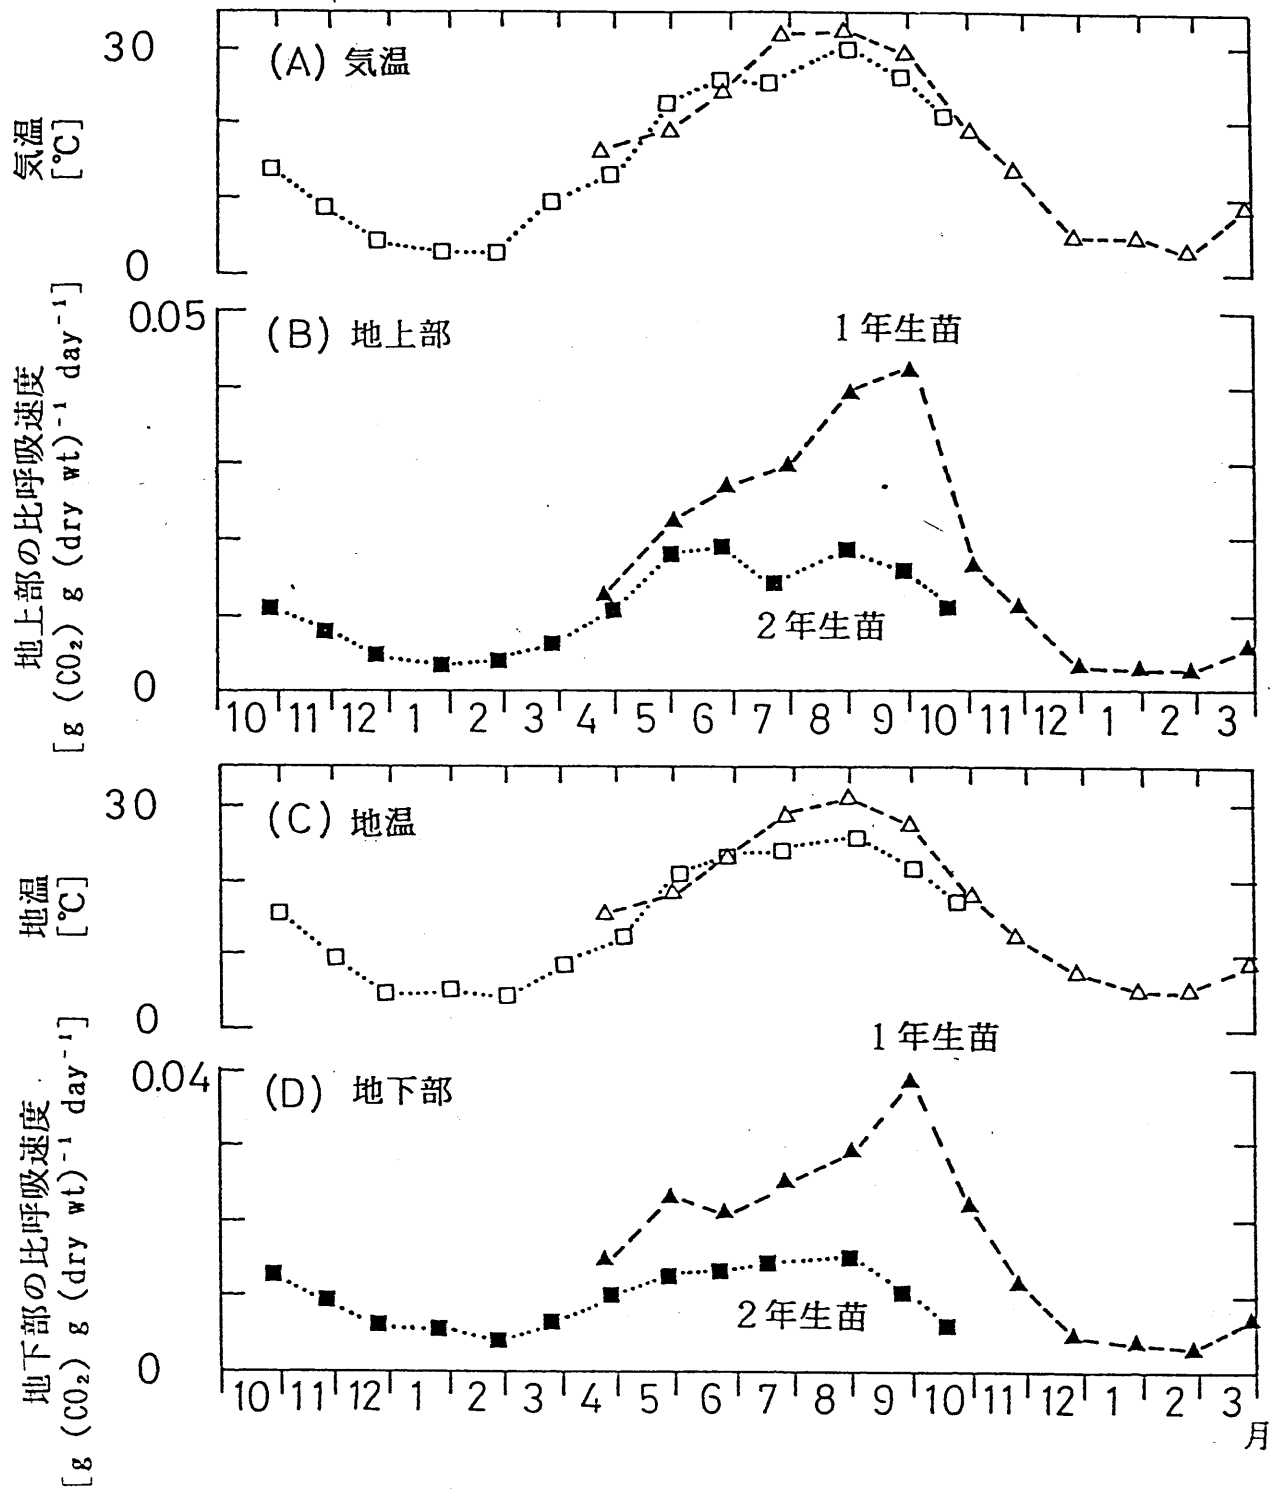 (A) 気温
30
0
気温
[℃]
(B) 地上部
0.05
0
1年生苗
2年生苗
地上部の比呼吸速度
[g (CO₂) g (dry wt)⁻¹ day⁻¹]
10 11 12 1 2 3 4 5 6 7 8 9 10 11 12 1 2 3
(C) 地温
30
0
地温
[℃]
(D) 地下部
0.04
0
1年生苗
2年生苗
地下部の比呼吸速度
[g (CO₂) g (dry wt)⁻¹ day⁻¹]
10 11 12 1 2 3 4 5 6 7 8 9 10 11 12 1 2 3
月